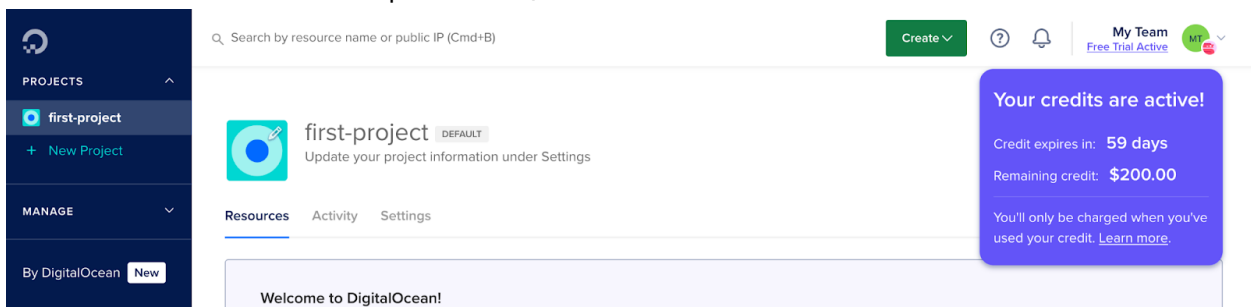 Search by resource name or public IP (Cmd+B)
Create
?
My Team
Free Trial Active
MT
PROJECTS
first-project
+ New Project
MANAGE
By DigitalOcean New
first-project DEFAULT
Update your project information under Settings
Resources Activity Settings
Welcome to DigitalOcean!
Your credits are active!
Credit expires in: 59 days
Remaining credit: $200.00
You'll only be charged when you've
used your credit. Learn more.